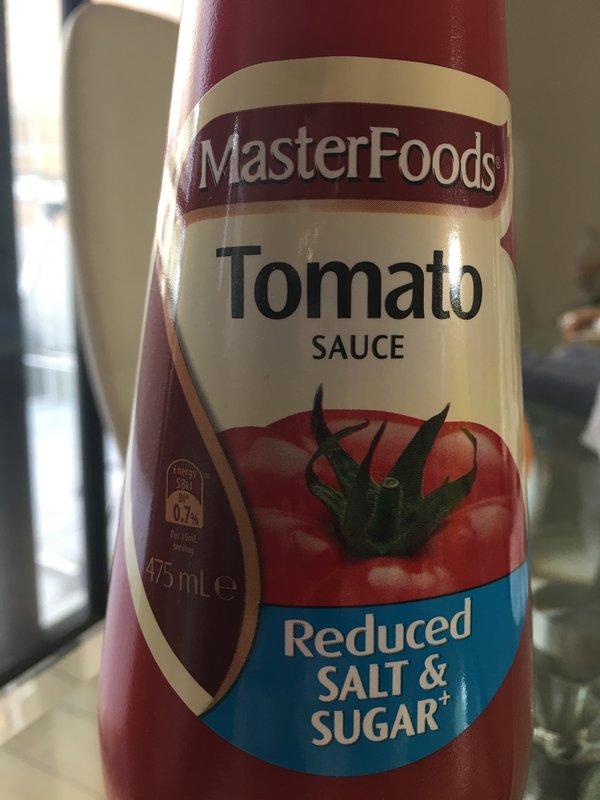 MasterFoods®
Tomato
SAUCE
Energy
58kJ
DI*
0.7%
Per 15mL
serving
475 mL e
Reduced
SALT &
SUGAR+